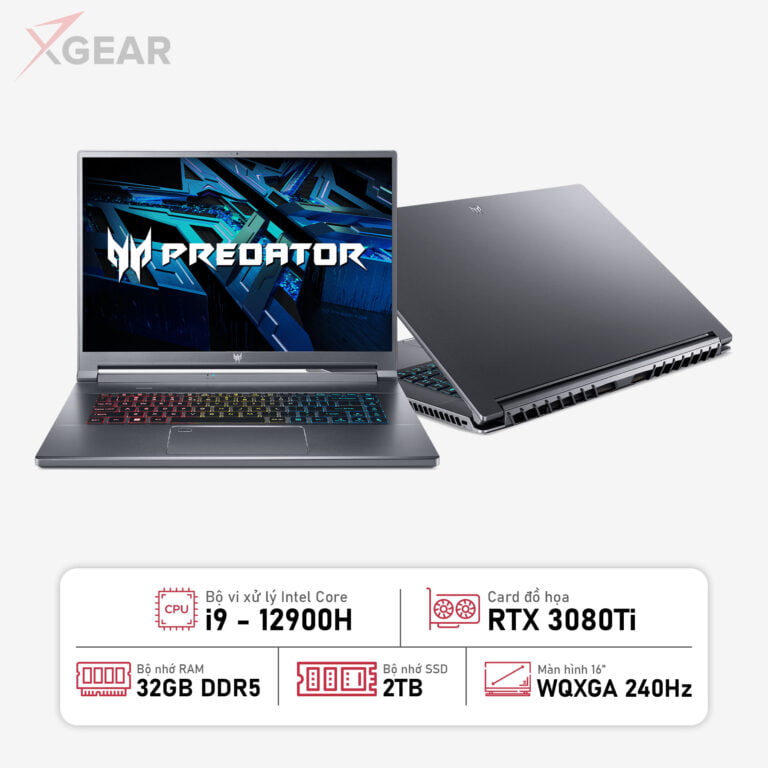 XGEAR
PREDATOR
CPU
Bộ vi xử lý Intel Core
i9 - 12900H
Card đồ họa
RTX 3080Ti
Bộ nhớ RAM
32GB DDR5
Bộ nhớ SSD
2TB
Màn hình 16"
WQXGA 240Hz